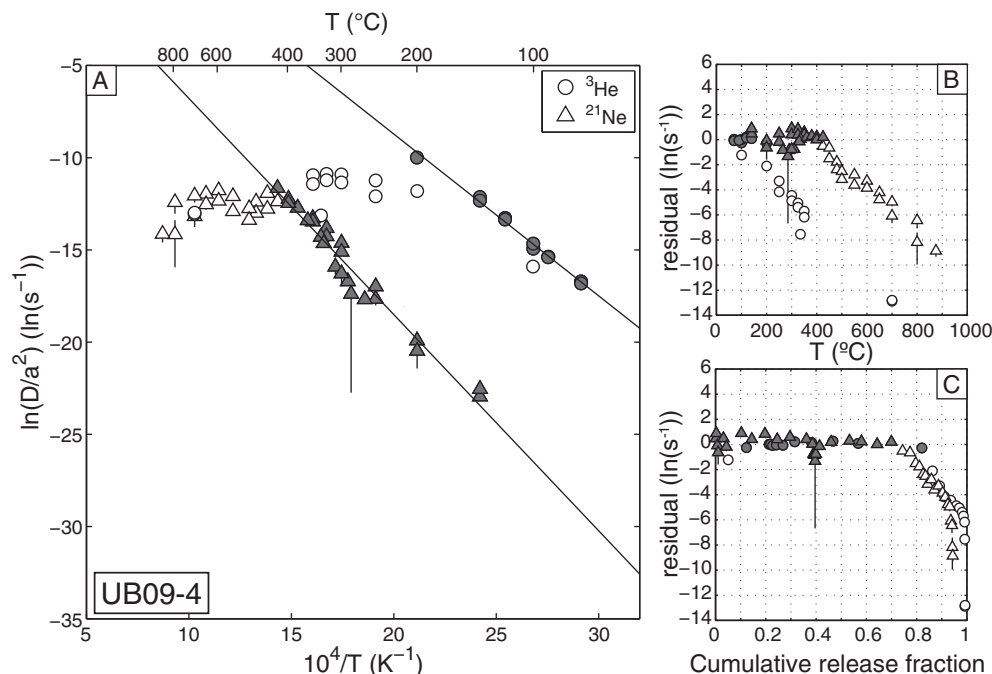 T (°C)
800 600 400 300 200 100
A
³He
²¹Ne
−5
−10
−15
−20
−25
−30
−35
ln(D/a²) (ln(s⁻¹))
UB09-4
5 10 15 20 25 30
10⁴/T (K⁻¹)
B
6
4
2
0
−2
−4
−6
−8
−10
−12
−14
residual (ln(s⁻¹))
0 200 400 600 800 1000
T (ºC)
C
6
4
2
0
−2
−4
−6
−8
−10
−12
−14
residual (ln(s⁻¹))
0 0.2 0.4 0.6 0.8 1
Cumulative release fraction